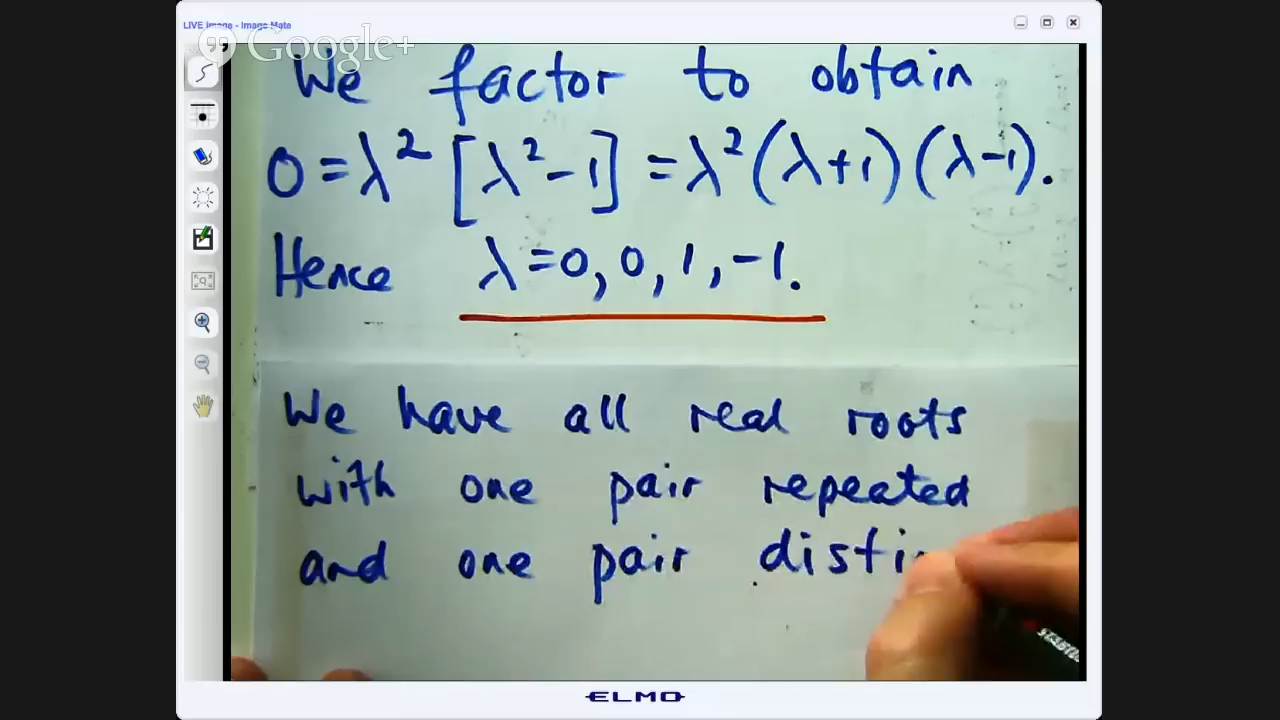 LIVE image - Image Mate
Google+
We factor to obtain
0 = λ² [λ² - 1] = λ² (λ + 1) (λ - 1).
Hence λ = 0, 0, 1, -1.
We have all real roots
with one pair repeated
and one pair disti
ELMO